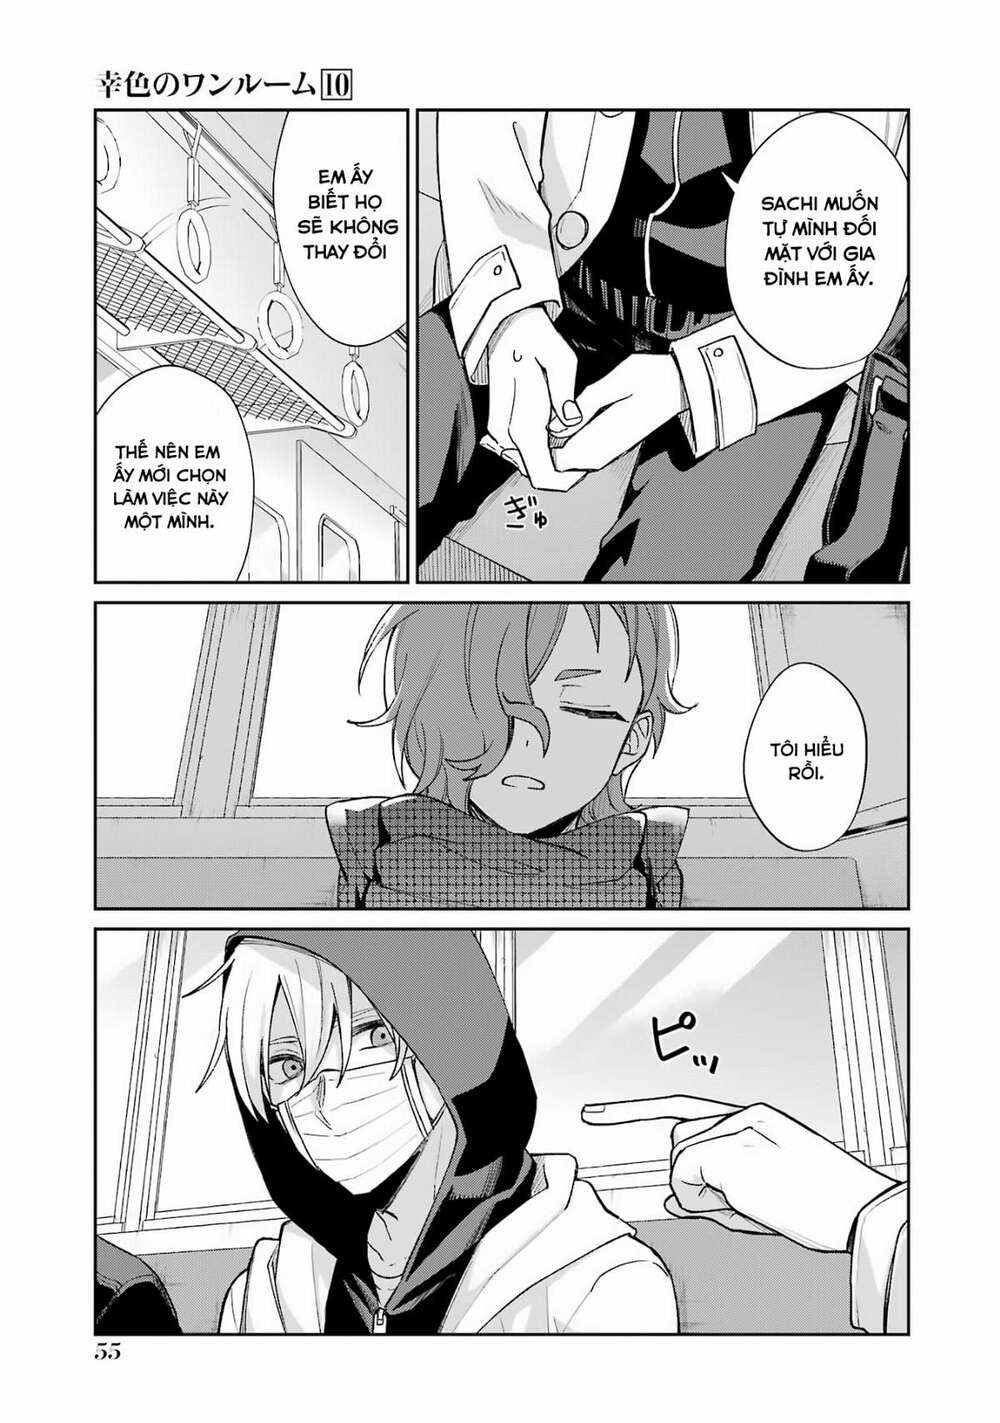 幸色のワンルーム10
SACHI MUỐN
TỰ MÌNH ĐỐI
MẶT VỚI GIA
ĐÌNH EM ẤY.
ぎゅ
EM ẤY
BIẾT HỌ
SẼ KHÔNG
THAY ĐỔI
THẾ NÊN EM
ẤY MỚI CHỌN
LÀM VIỆC NÀY
MỘT MÌNH.
TÔI HIỂU
RỒI.
ピッ
55